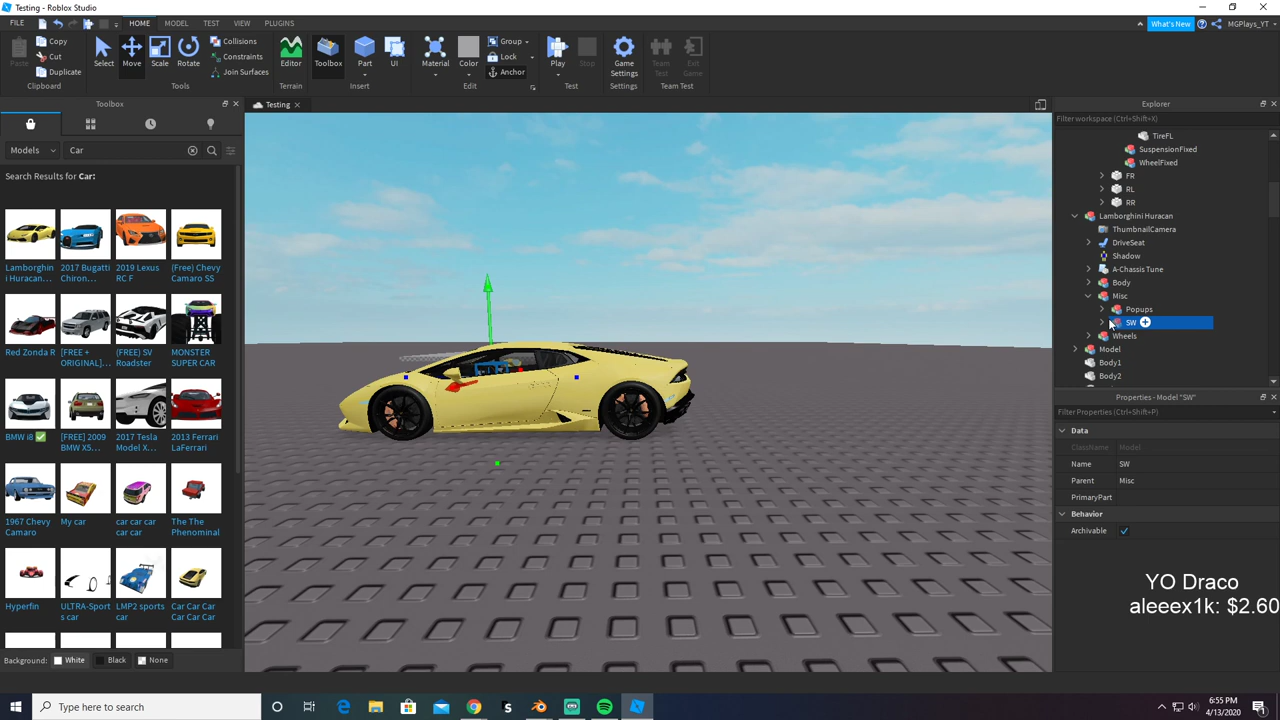 Testing - Roblox Studio
FILE HOME MODEL TEST VIEW PLUGINS What's New MGPlays_YT
Paste Copy Cut Duplicate Clipboard
Select Move Scale Rotate Collisions Constraints Join Surfaces Tools
Editor Terrain
Toolbox Part UI Insert
Material Color Group Lock Anchor Edit
Play Stop Test
Game Settings Settings
Team Test Exit Game Team Test
Toolbox
Testing
Models Car
Search Results for Car:
Lamborghin i Huracan...
2017 Bugatti Chiron...
2019 Lexus RC F
(Free) Chevy Camaro SS
Red Zonda R
[FREE + ORIGINAL]...
(FREE) SV Roadster
MONSTER SUPER CAR
BMW i8 ✅
[FREE] 2009 BMW X5...
2017 Tesla Model X...
2013 Ferrari LaFerrari
1967 Chevy Camaro
My car
car car car car car
The The Phenominal
Hyperfin
ULTRA-Sport s car
LMP2 sports car
Car Car Car Car Car Car
Background: White Black None
Explorer
Filter workspace (Ctrl+Shift+X)
TireFL
SuspensionFixed
WheelFixed
FR
RL
RR
Lamborghini Huracan
ThumbnailCamera
DriveSeat
Shadow
A-Chassis Tune
Body
Misc
Popups
SW
Wheels
Model
Body1
Body2
Properties - Model "SW"
Filter Properties (Ctrl+Shift+P)
Data
ClassName Model
Name SW
Parent Misc
PrimaryPart
Behavior
Archivable
YO Draco
aleeex1k: $2.60
Type here to search
6:55 PM
4/13/2020